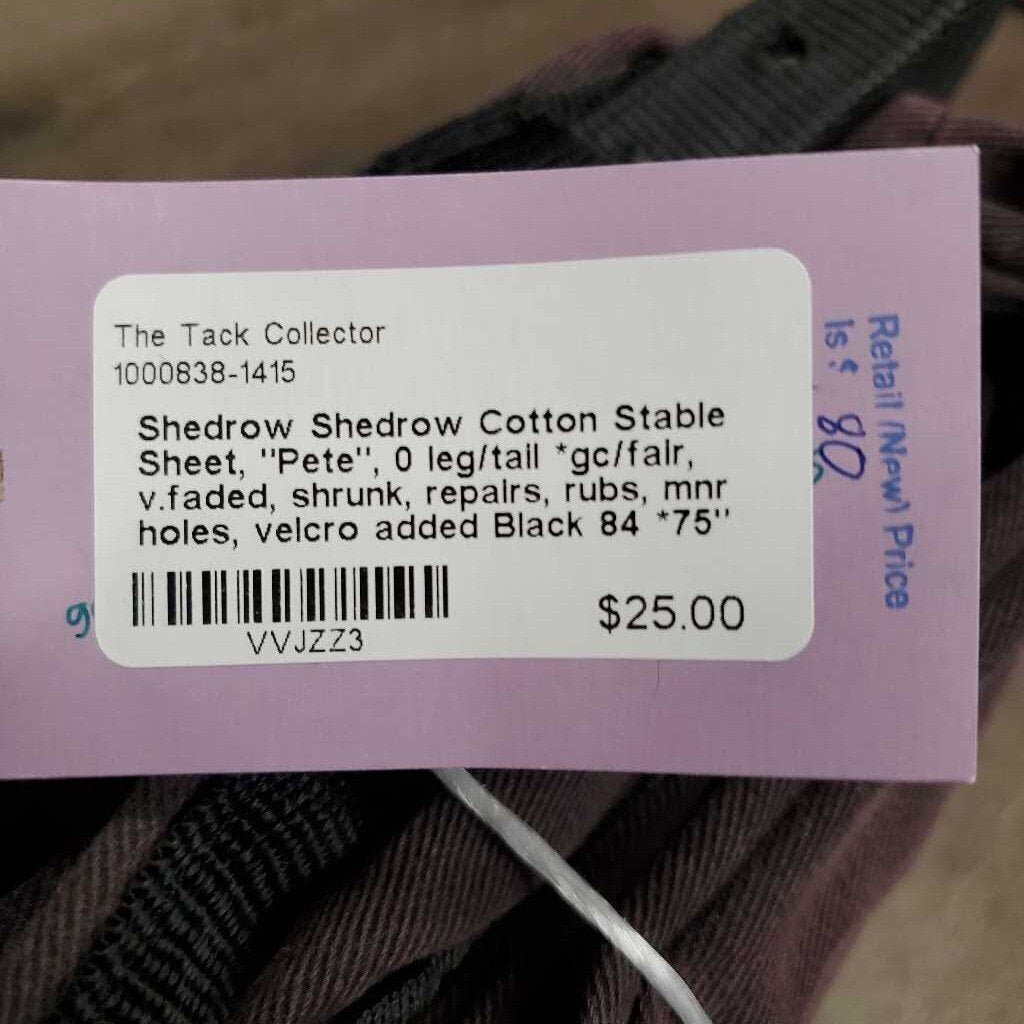 The Tack Collector
1000838-1415
Shedrow Shedrow Cotton Stable
Sheet, "Pete", 0 leg/tail *gc/fair,
v.faded, shrunk, repairs, rubs, mnr
holes, velcro added Black 84 *75"
VVJZZ3
$25.00
Retail (New) Price
Is: 80